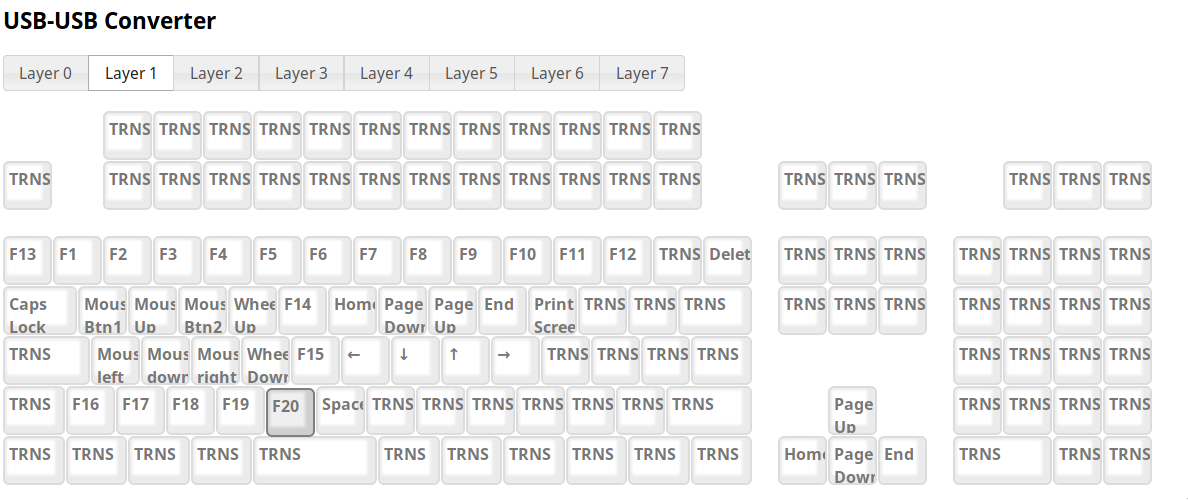 USB-USB Converter
Layer 0 Layer 1 Layer 2 Layer 3 Layer 4 Layer 5 Layer 6 Layer 7
TRNS TRNS TRNS TRNS TRNS TRNS TRNS TRNS TRNS TRNS TRNS TRNS
TRNS TRNS TRNS TRNS TRNS TRNS TRNS TRNS TRNS TRNS TRNS TRNS TRNS TRNS TRNS TRNS TRNS TRNS TRNS
F13 F1 F2 F3 F4 F5 F6 F7 F8 F9 F10 F11 F12 TRNS Delet TRNS TRNS TRNS TRNS TRNS TRNS TRNS
Caps Mous Mous Mous Whee F14 Home Page Page End Print TRNS TRNS TRNS TRNS TRNS TRNS TRNS TRNS TRNS TRNS
Lock Btn1 Up Btn2 Up Down Up Scree
TRNS Mous Mous Mous Whee F15 ← ↓ ↑ → TRNS TRNS TRNS TRNS TRNS TRNS TRNS TRNS
left down right Down
TRNS F16 F17 F18 F19 F20 Space TRNS TRNS TRNS TRNS TRNS TRNS TRNS Page TRNS TRNS TRNS TRNS
Up
TRNS TRNS TRNS TRNS TRNS TRNS TRNS TRNS TRNS TRNS TRNS Home Page End TRNS TRNS TRNS
Down